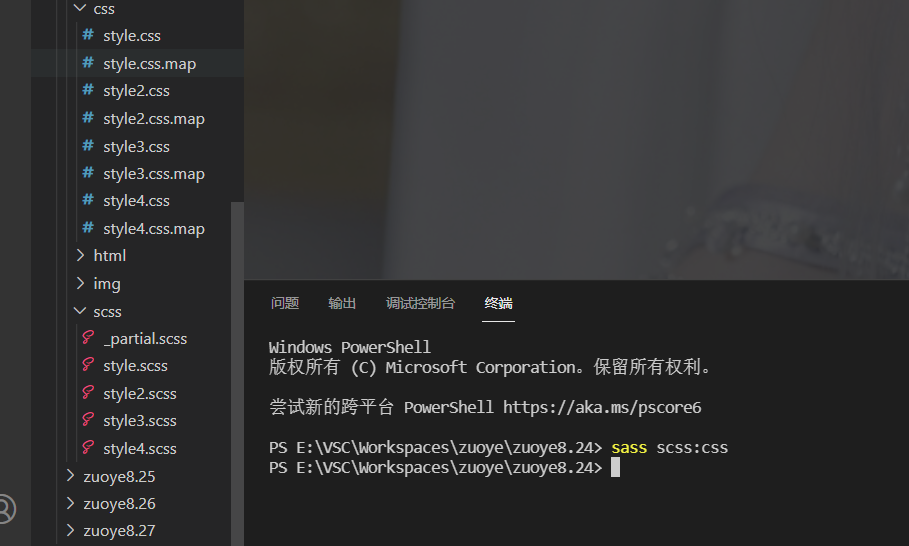 css
style.css
style.css.map
style2.css
style2.css.map
style3.css
style3.css.map
style4.css
style4.css.map
html
img
scss
_partial.scss
style.scss
style2.scss
style3.scss
style4.scss
zuoye8.25
zuoye8.26
zuoye8.27
问题 输出 调试控制台 终端
Windows PowerShell
版权所有 (C) Microsoft Corporation。保留所有权利。
尝试新的跨平台 PowerShell https://aka.ms/pscore6
PS E:\VSC\Workspaces\zuoye\zuoye8.24> sass scss:css
PS E:\VSC\Workspaces\zuoye\zuoye8.24>